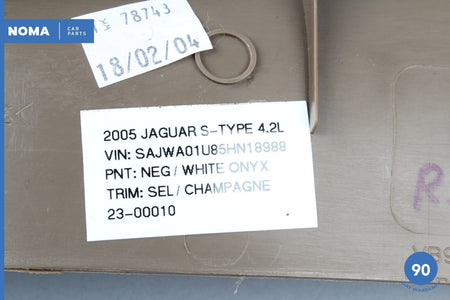 NOMA CAR PARTS
78743
18/02/04
2005 JAGUAR S-TYPE 4.2L
VIN: SAJWA01U85HN18988
PNT: NEG / WHITE ONYX
TRIM: SEL / CHAMPAGNE
23-00010
R
90